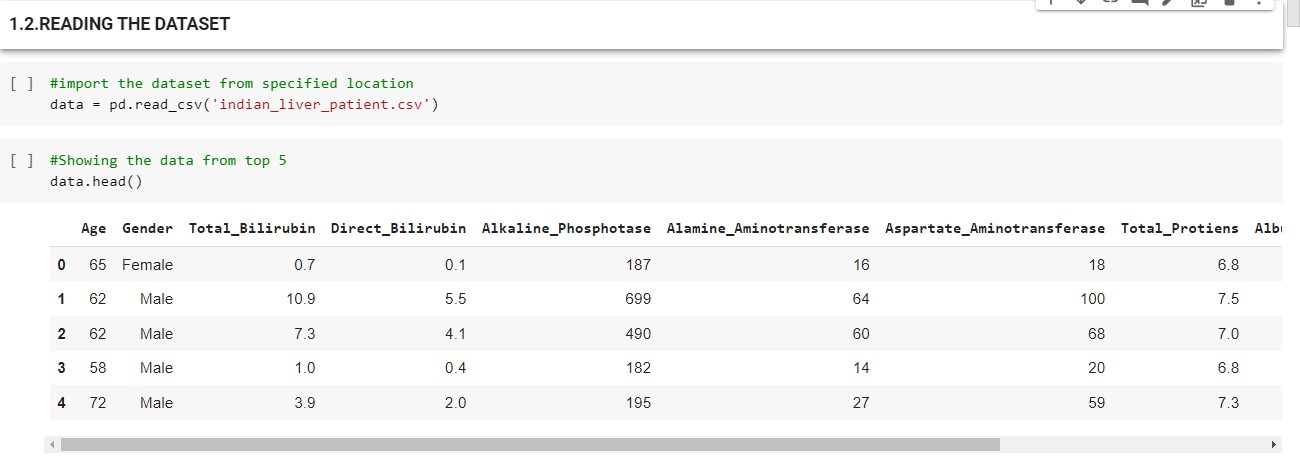 1.2.READING THE DATASET
[ ] #import the dataset from specified location
data = pd.read_csv('indian_liver_patient.csv')
[ ] #Showing the data from top 5
data.head()
Age Gender Total_Bilirubin Direct_Bilirubin Alkaline_Phosphotase Alamine_Aminotransferase Aspartate_Aminotransferase Total_Protiens
0 65 Female 0.7 0.1 187 16 18 6.8
1 62 Male 10.9 5.5 699 64 100 7.5
2 62 Male 7.3 4.1 490 60 68 7.0
3 58 Male 1.0 0.4 182 14 20 6.8
4 72 Male 3.9 2.0 195 27 59 7.3